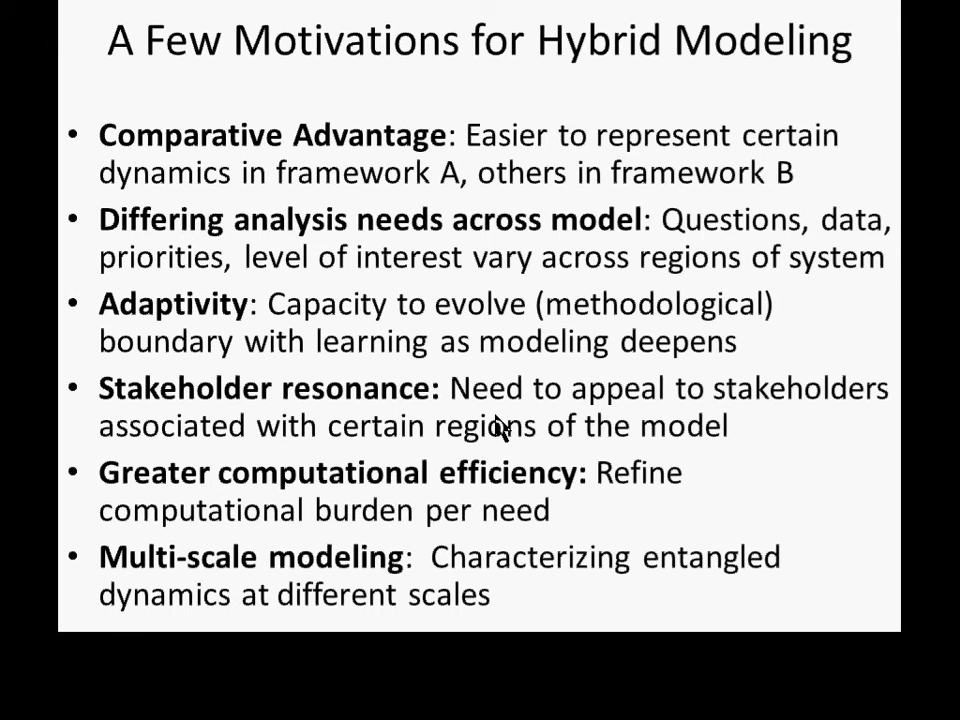 A Few Motivations for Hybrid Modeling
• Comparative Advantage: Easier to represent certain
dynamics in framework A, others in framework B
• Differing analysis needs across model: Questions, data,
priorities, level of interest vary across regions of system
• Adaptivity: Capacity to evolve (methodological)
boundary with learning as modeling deepens
• Stakeholder resonance: Need to appeal to stakeholders
associated with certain regions of the model
• Greater computational efficiency: Refine
computational burden per need
• Multi-scale modeling: Characterizing entangled
dynamics at different scales